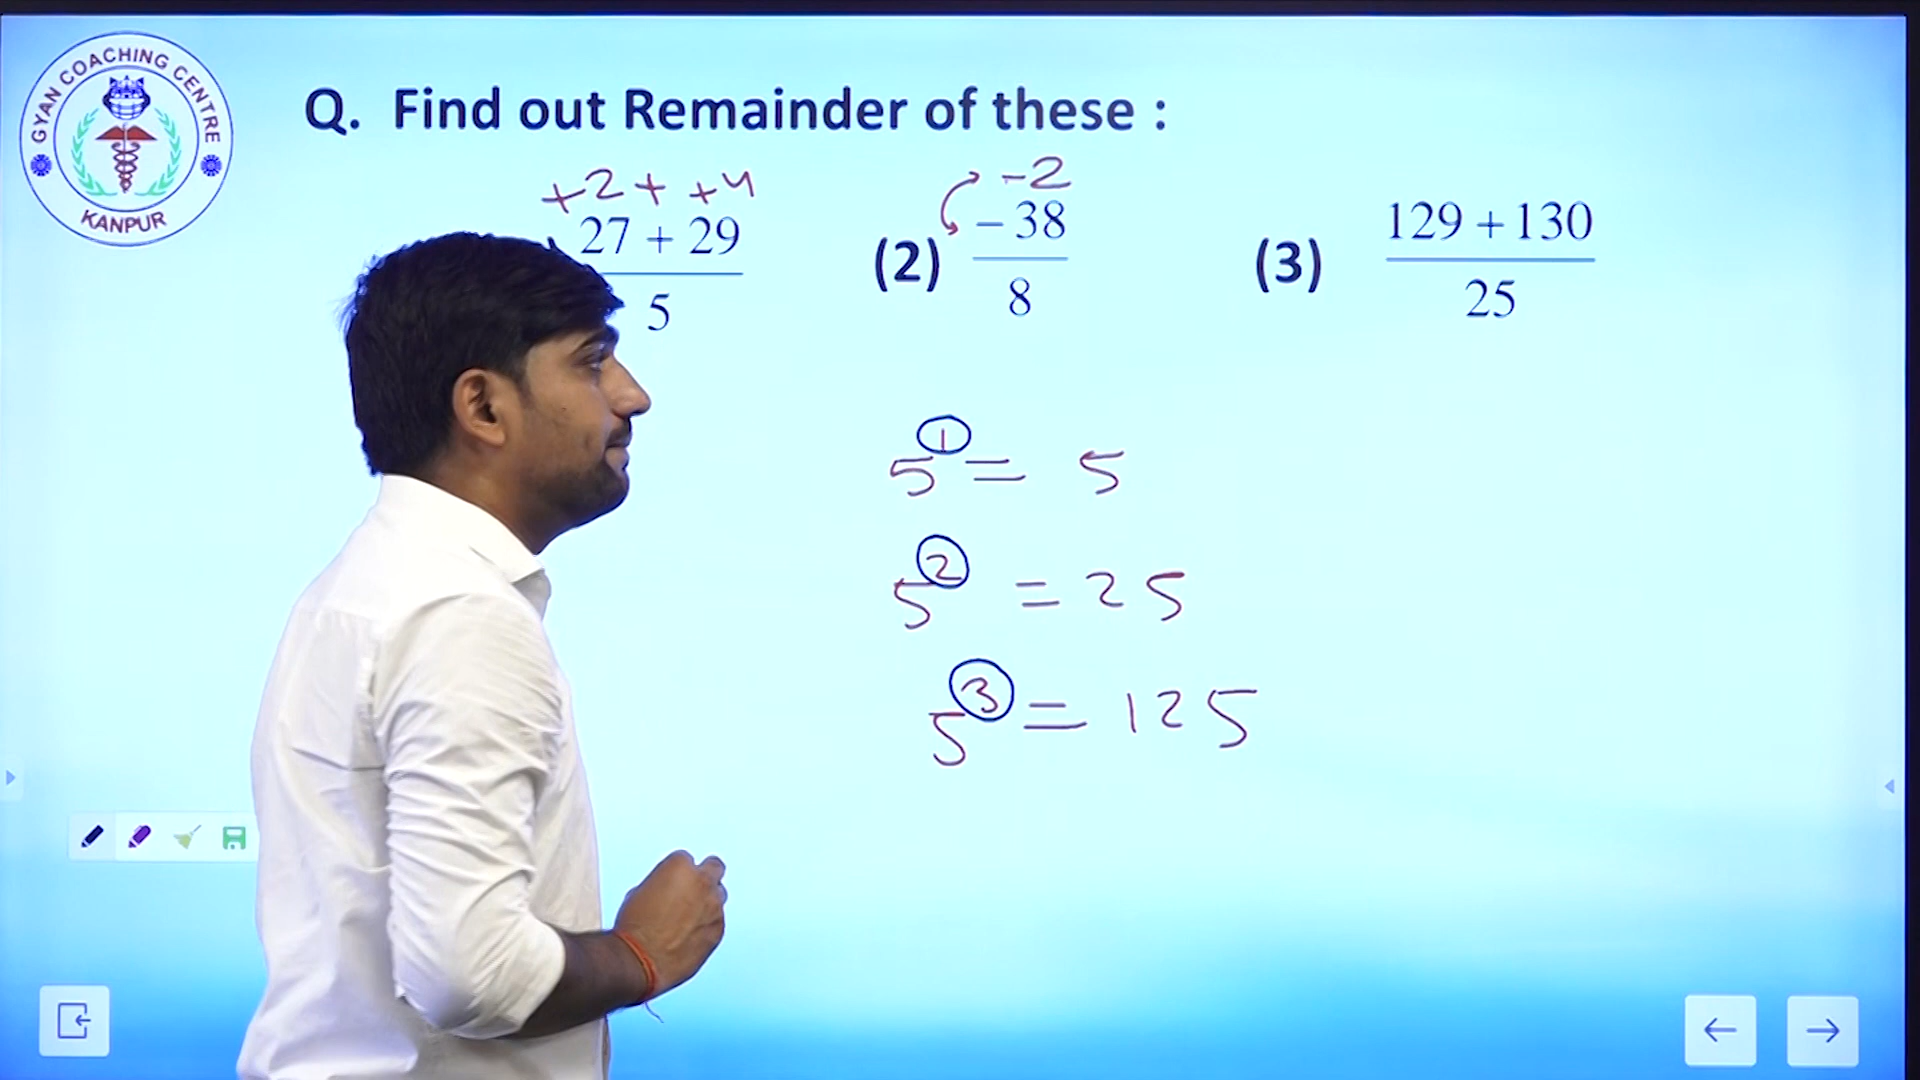 GYAN COACHING CENTRE
KANPUR
Q. Find out Remainder of these :
+2 + +4
27 + 29
5
(2)
-2
-38
8
(3)
129 + 130
25
5^1 = 5
5^2 = 25
5^3 = 125